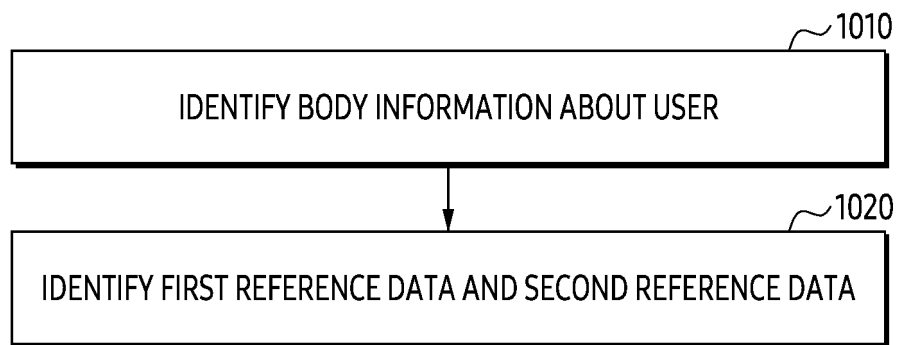 1010
IDENTIFY BODY INFORMATION ABOUT USER
1020
IDENTIFY FIRST REFERENCE DATA AND SECOND REFERENCE DATA